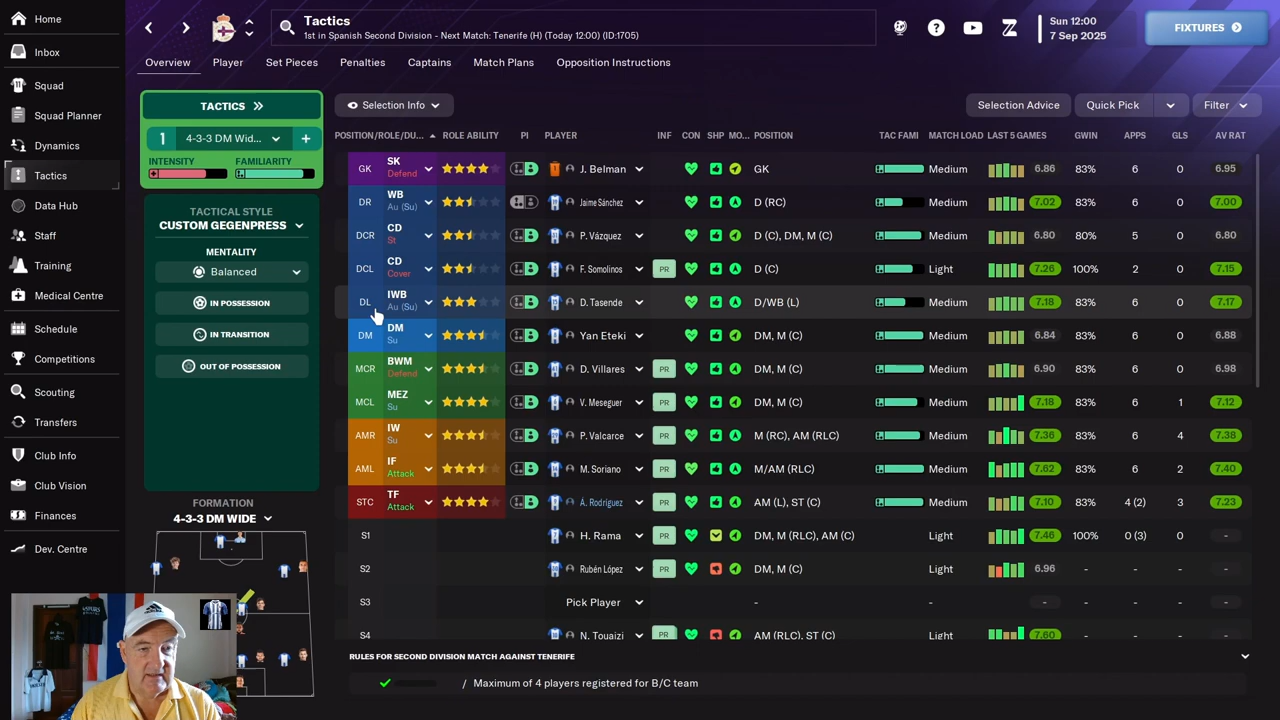 Home
Inbox
Squad
Squad Planner
Dynamics
Tactics
Data Hub
Staff
Training
Medical Centre
Schedule
Competitions
Scouting
Transfers
Club Info
Club Vision
Finances
Dev. Centre
Tactics
1st in Spanish Second Division - Next Match: Tenerife (H) (Today 12:00) (ID:1705)
Sun 12:00
7 Sep 2025
FIXTURES
Overview Player Set Pieces Penalties Captains Match Plans Opposition Instructions
TACTICS
1 4-3-3 DM Wid... +
INTENSITY FAMILIARITY
TACTICAL STYLE
CUSTOM GEGENPRESS
MENTALITY
Balanced
IN POSSESSION
IN TRANSITION
OUT OF POSSESSION
FORMATION
4-3-3 DM WIDE
Selection Info Selection Advice Quick Pick Filter
POSITION/ROLE/DU... ROLE ABILITY PI PLAYER INF CON SHP MO... POSITION TAC FAMI MATCH LOAD LAST 5 GAMES GWIN APPS GLS AV RAT
GK SK Defend J. Belman GK Medium 6.86 83% 6 0 6.95
DR WB Au (Su) Jaime Sánchez D (RC) Medium 7.02 83% 6 0 7.00
DCR CD St P. Vázquez D (C), DM, M (C) Medium 6.80 80% 5 0 6.80
DCL CD Cover F. Somolinos PR D (C) Light 7.26 100% 2 0 7.15
DL IWB Au (Su) D. Tasende D/WB (L) Medium 7.18 83% 6 0 7.17
DM DM Su Yan Eteki DM, M (C) Medium 6.84 83% 6 0 6.88
MCR BWM Defend D. Villares PR DM, M (C) Medium 6.90 83% 6 0 6.98
MCL MEZ Su V. Meseguer PR DM, M (C) Medium 7.18 83% 6 1 7.12
AMR IW Su P. Valcarce PR M (RC), AM (RLC) Medium 7.36 83% 6 4 7.38
AML IF Attack M. Soriano PR M/AM (RLC) Medium 7.62 83% 6 2 7.40
STC TF Attack Á. Rodríguez PR AM (L), ST (C) Medium 7.10 83% 4 (2) 3 7.23
S1 H. Rama PR DM, M (RLC), AM (C) Light 7.46 100% 0 (3) 0 -
S2 Rubén López PR DM, M (C) Light 6.96 - - - -
S3 Pick Player - - - - - - -
S4 N. Touaizi PR AM (RLC), ST (C) Light 7.60 - - - -
RULES FOR SECOND DIVISION MATCH AGAINST TENERIFE
/ Maximum of 4 players registered for B/C team